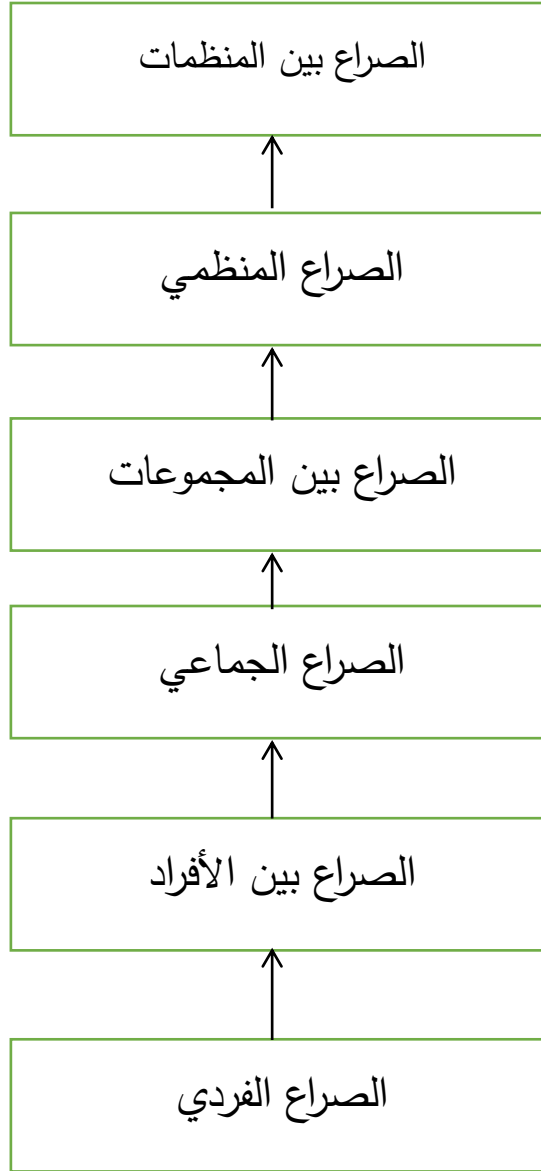 الصراع بين المنظمات
الصراع المنظمي
الصراع بين المجموعات
الصراع الجماعي
الصراع بين الأفراد
الصراع الفردي